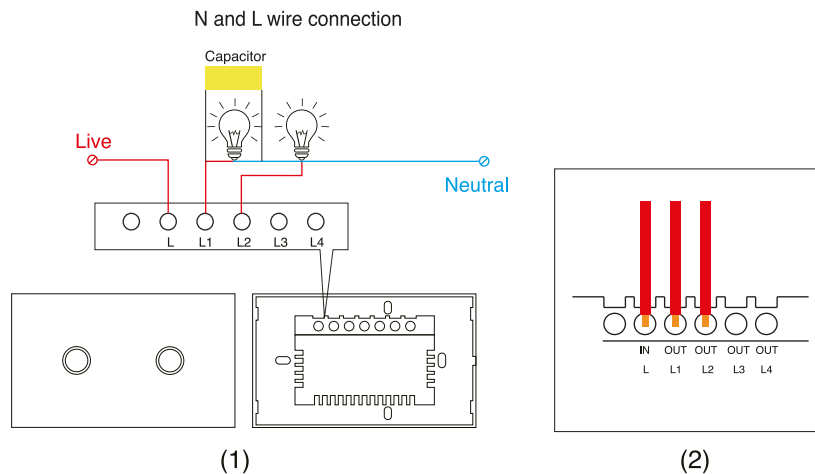 N and L wire connection
Capacitor
Live
Neutral
L L1 L2 L3 L4
IN OUT OUT OUT OUT
L L1 L2 L3 L4
(1) (2)